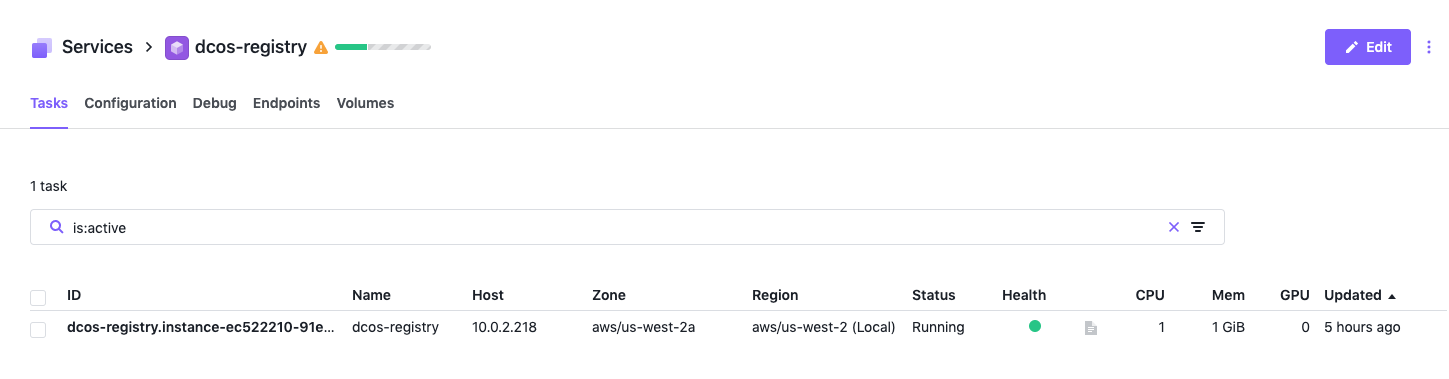 Services > dcos-registry
Edit
Tasks Configuration Debug Endpoints Volumes
1 task
is:active
ID Name Host Zone Region Status Health CPU Mem GPU Updated
dcos-registry.instance-ec522210-91e... dcos-registry 10.0.2.218 aws/us-west-2a aws/us-west-2 (Local) Running 1 1 GiB 0 5 hours ago